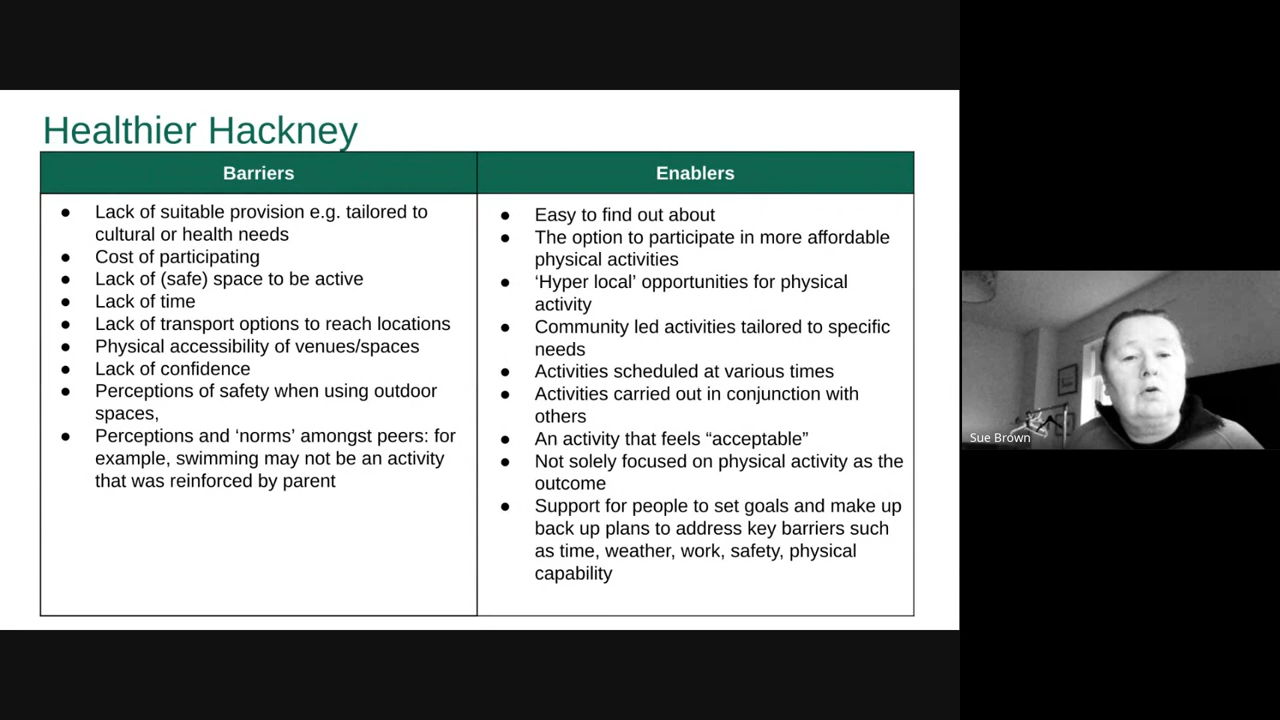 Healthier Hackney
Barriers
Enablers
● Lack of suitable provision e.g. tailored to
cultural or health needs
● Cost of participating
● Lack of (safe) space to be active
● Lack of time
● Lack of transport options to reach locations
● Physical accessibility of venues/spaces
● Lack of confidence
● Perceptions of safety when using outdoor
spaces,
● Perceptions and ‘norms’ amongst peers: for
example, swimming may not be an activity
that was reinforced by parent
● Easy to find out about
● The option to participate in more affordable
physical activities
● ‘Hyper local’ opportunities for physical
activity
● Community led activities tailored to specific
needs
● Activities scheduled at various times
● Activities carried out in conjunction with
others
● An activity that feels “acceptable”
● Not solely focused on physical activity as the
outcome
● Support for people to set goals and make up
back up plans to address key barriers such
as time, weather, work, safety, physical
capability
Sue Brown